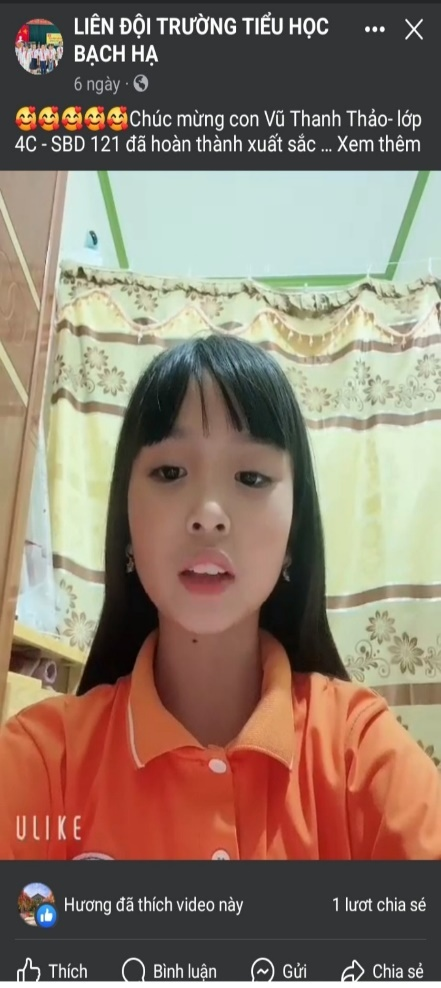 LIÊN ĐỘI TRƯỜNG TIỂU HỌC
BẠCH HẠ
6 ngày ·
🥰🥰🥰🥰🥰Chúc mừng con Vũ Thanh Thảo- lớp
4C - SBD 121 đã hoàn thành xuất sắc ... Xem thêm
ULIKE
Hương đã thích video này
1 lươt chia sẻ
Thích
Bình luận
Gửi
Chia sẻ